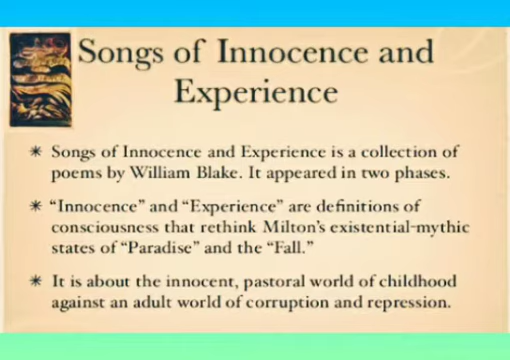 Songs of Innocence and
Experience
✴ Songs of Innocence and Experience is a collection of
poems by William Blake. It appeared in two phases.
✴ “Innocence” and “Experience” are definitions of
consciousness that rethink Milton’s existential-mythic
states of “Paradise” and the “Fall.”
✴ It is about the innocent, pastoral world of childhood
against an adult world of corruption and repression.